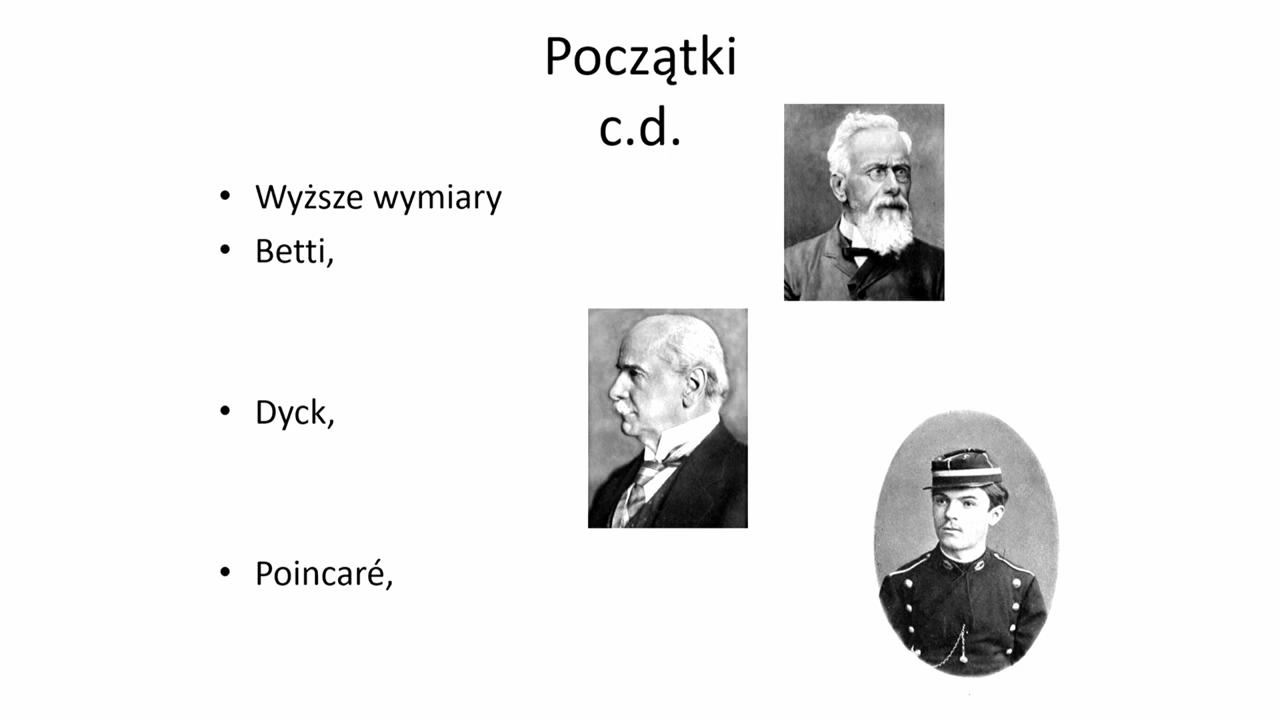 Początki
c.d.
• Wyższe wymiary
• Betti,
• Dyck,
• Poincaré,